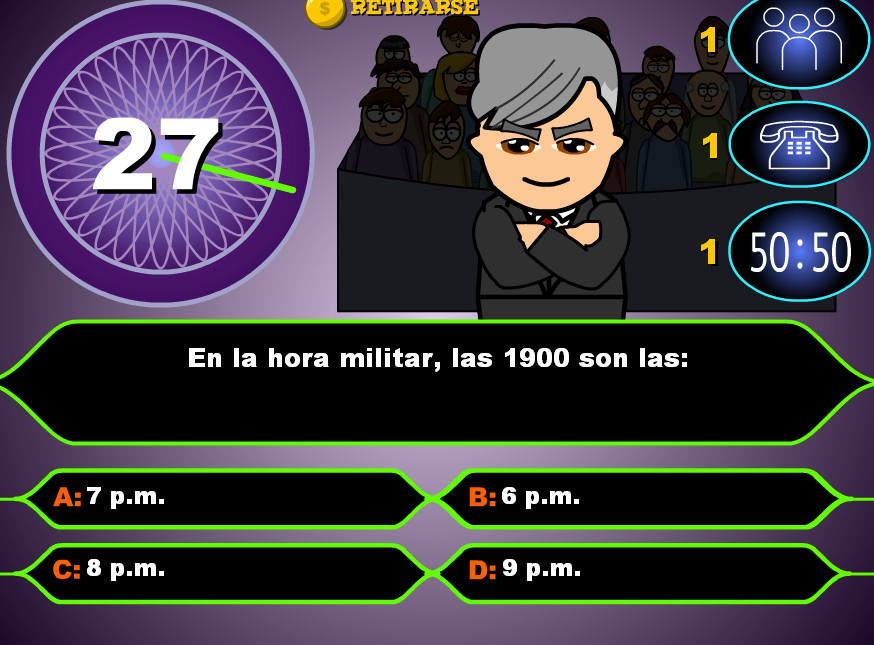 RETIRARSE
27
1
1
1
50:50
En la hora militar, las 1900 son las:
A: 7 p.m.
B: 6 p.m.
C: 8 p.m.
D: 9 p.m.